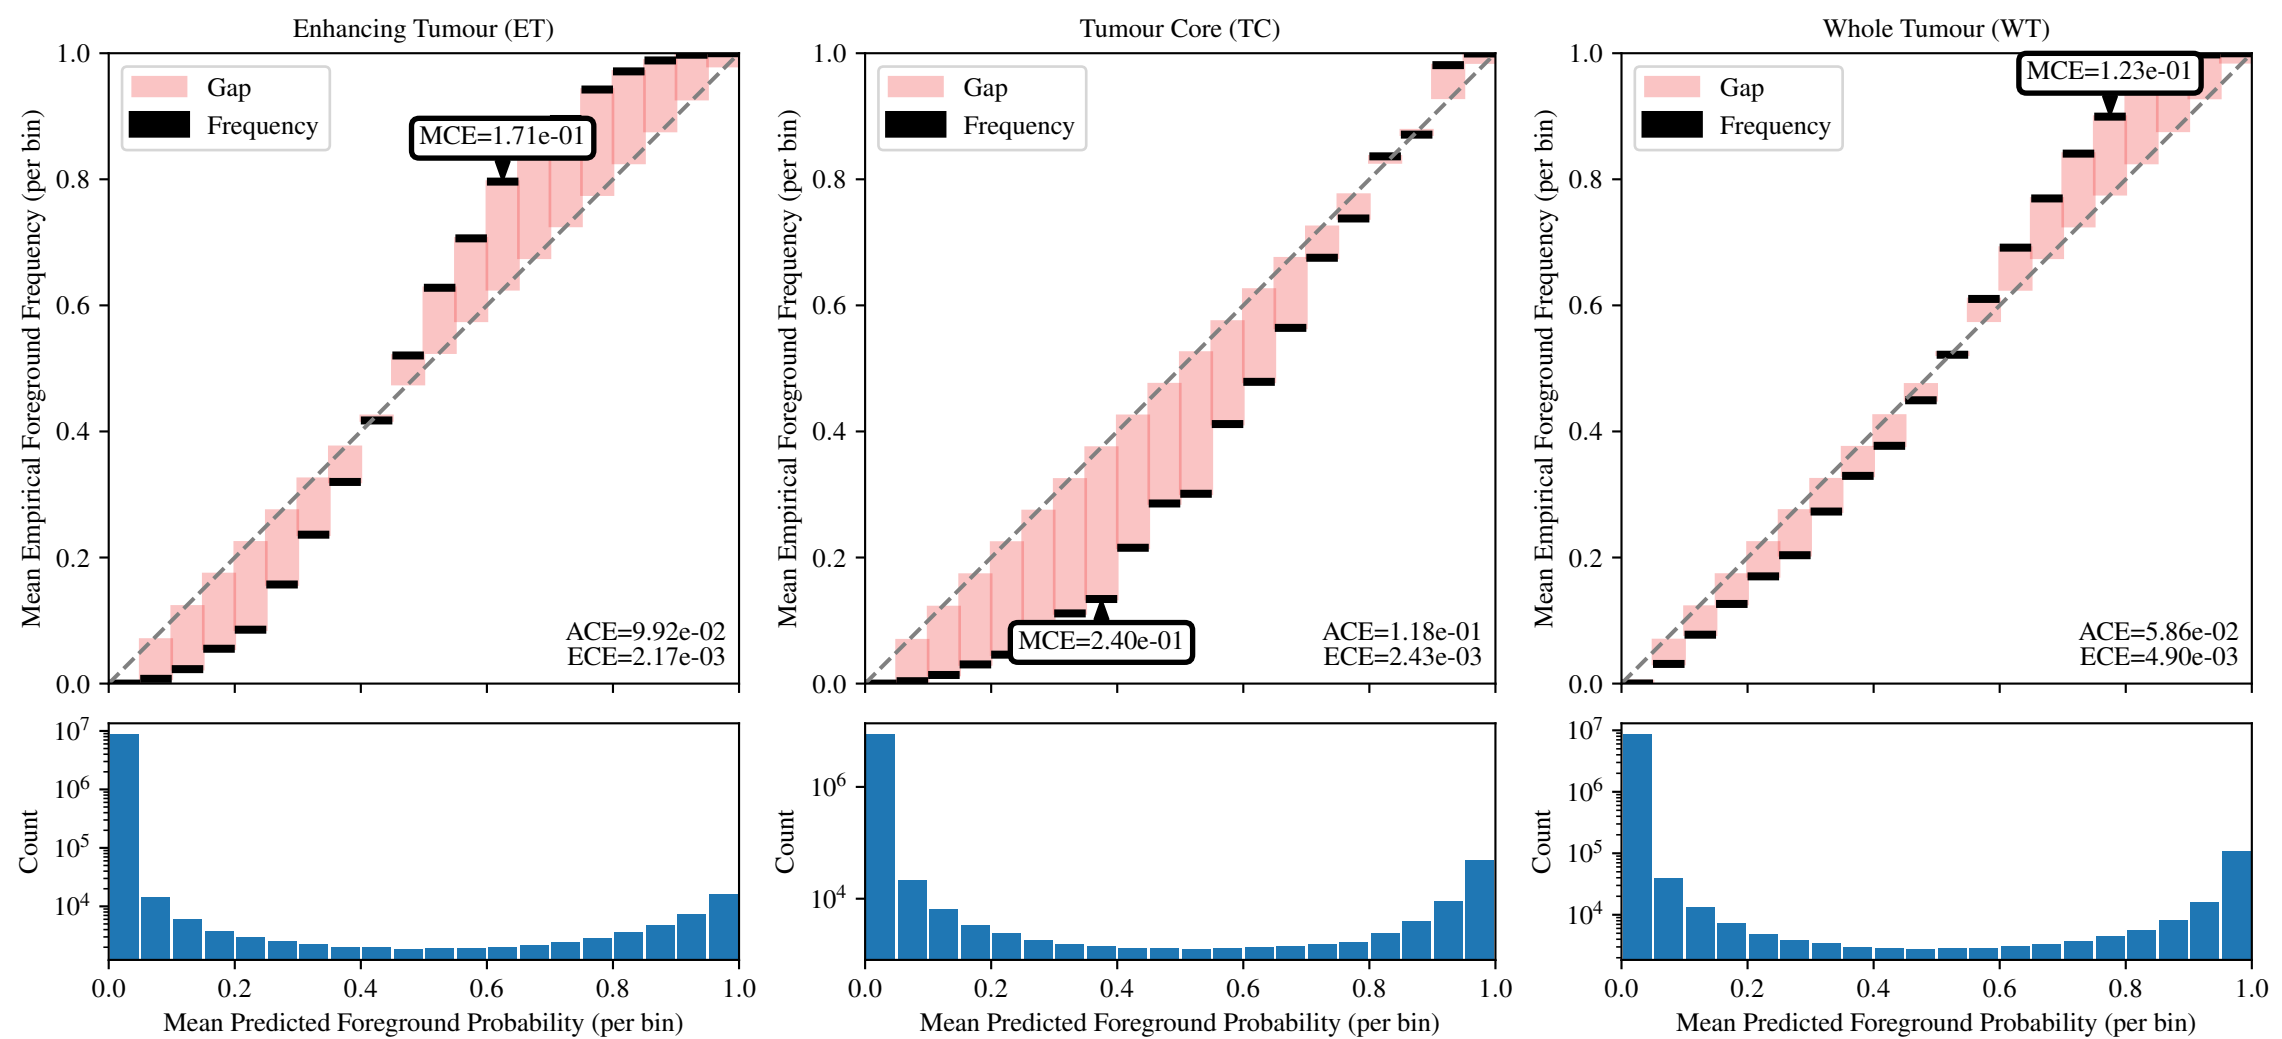 Enhancing Tumour (ET)
Mean Empirical Foreground Frequency (per bin)
1.0
0.8
0.6
0.4
0.2
0.0
Gap
Frequency
MCE=1.71e-01
ACE=9.92e-02
ECE=2.17e-03
Count
10^7
10^6
10^5
10^4
0.0 0.2 0.4 0.6 0.8 1.0
Mean Predicted Foreground Probability (per bin)
Tumour Core (TC)
Mean Empirical Foreground Frequency (per bin)
1.0
0.8
0.6
0.4
0.2
0.0
Gap
Frequency
MCE=2.40e-01
ACE=1.18e-01
ECE=2.43e-03
Count
10^6
10^4
0.0 0.2 0.4 0.6 0.8 1.0
Mean Predicted Foreground Probability (per bin)
Whole Tumour (WT)
Mean Empirical Foreground Frequency (per bin)
1.0
0.8
0.6
0.4
0.2
0.0
Gap
Frequency
MCE=1.23e-01
ACE=5.86e-02
ECE=4.90e-03
Count
10^7
10^6
10^5
10^4
0.0 0.2 0.4 0.6 0.8 1.0
Mean Predicted Foreground Probability (per bin)